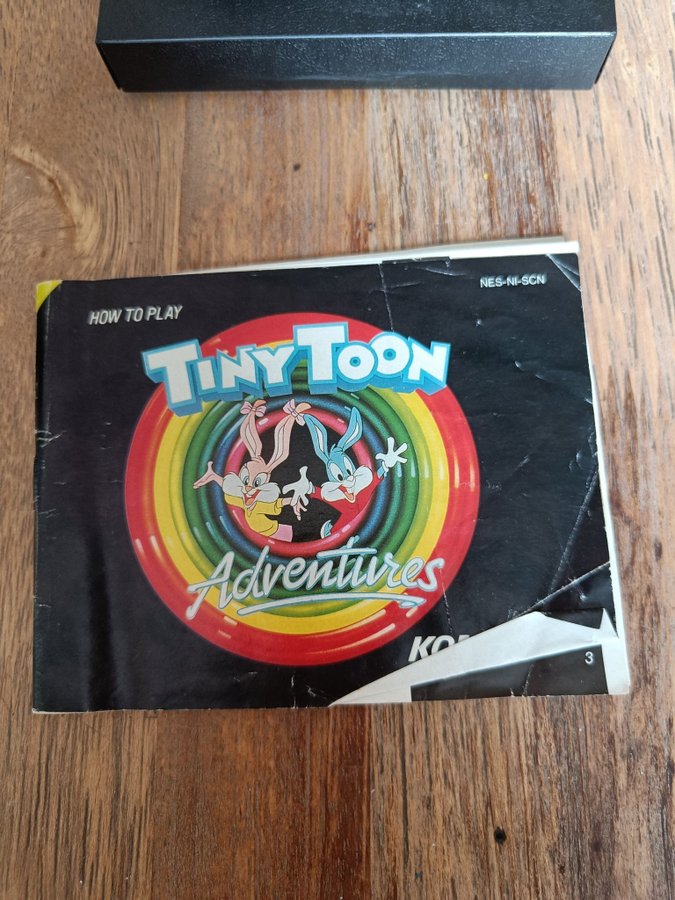 HOW TO PLAY
NES-NI-SCN
TINY TOON
Adventures
3